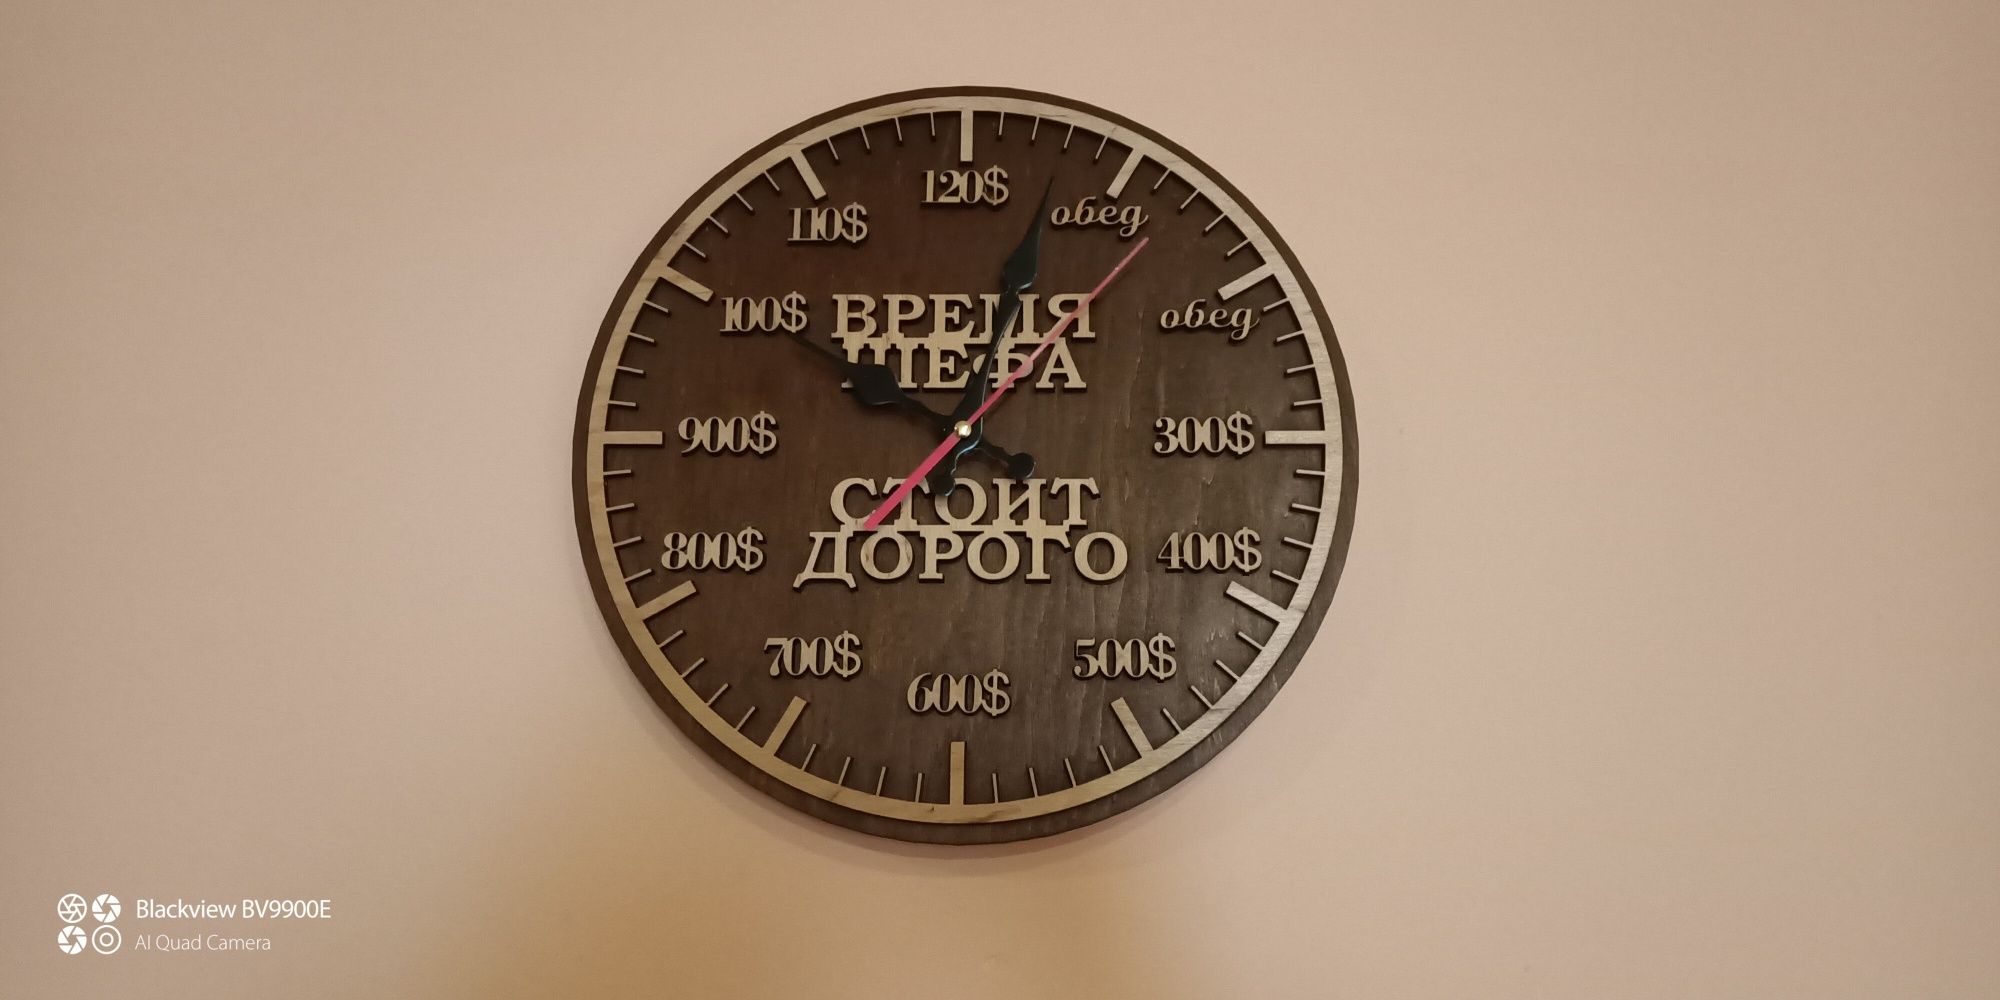 120$
обед
обед
300$
400$
500$
600$
700$
800$
900$
100$
110$
ВРЕМЯ
ШЕФА
СТОИТ
ДОРОГО
Blackview BV9900E
AI Quad Camera